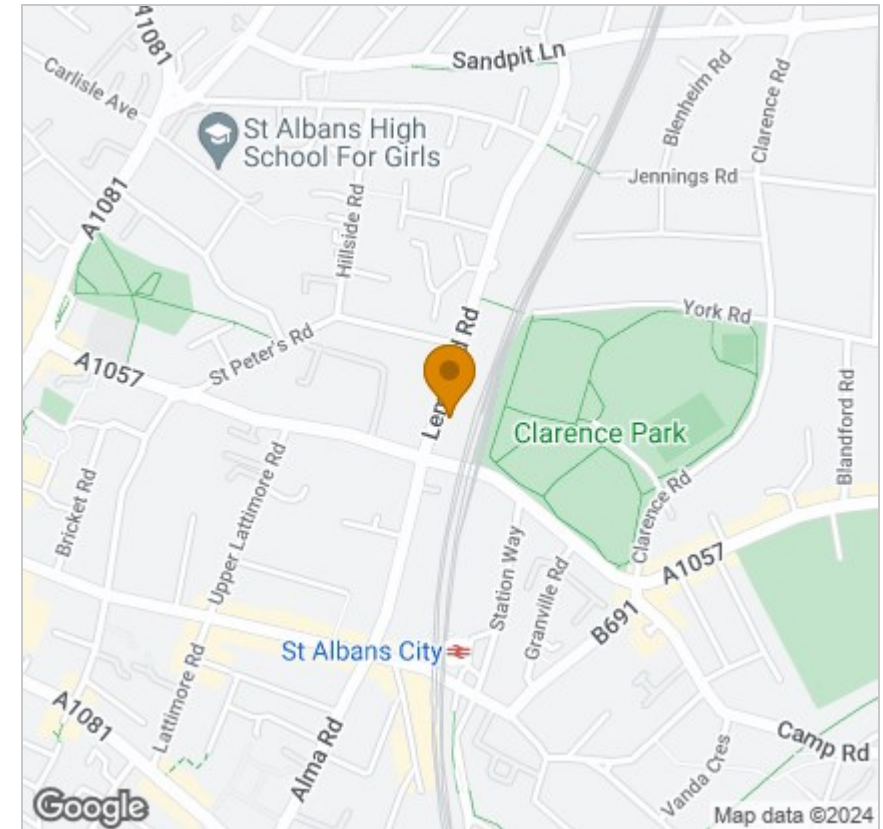 A1081
Sandpit Ln
Carlisle Ave
Blenheim Rd
Clarence Rd
St Albans High
School For Girls
Jennings Rd
A1081
Hillside Rd
York Rd
St Peter's Rd
A1057
Clarence Park
Blandford Rd
Bricket Rd
Upper Lattimore Rd
Clarence Rd
A1057
Station Way
Granville Rd
B691
St Albans City
Lattimore Rd
A1081
Alma Rd
Camp Rd
Vanda Cres
Google
Map data ©2024